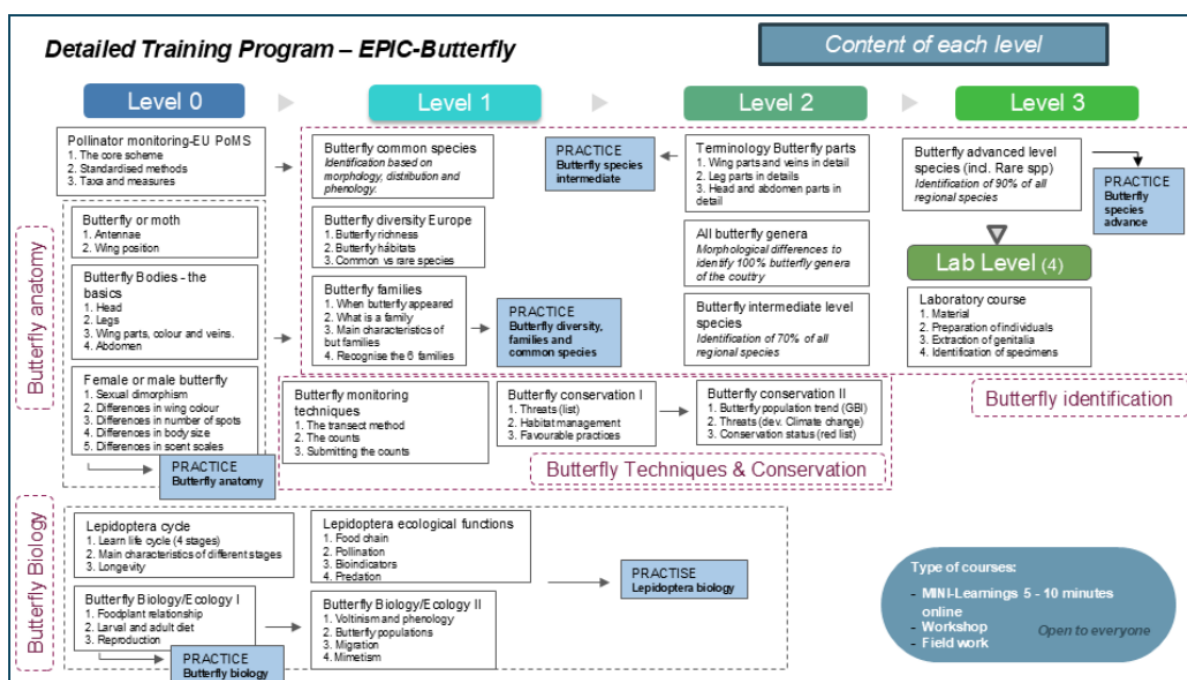 Detailed Training Program – EPIC-Butterfly
Content of each level
Level 0
Level 1
Level 2
Level 3
Butterfly anatomy
Pollinator monitoring-EU PoMS
1. The core scheme
2. Standardised methods
3. Taxa and measures
Butterfly or moth
1. Antennae
2. Wing position
Butterfly Bodies - the
basics
1. Head
2. Legs
3. Wing parts, colour and veins.
4. Abdomen
Female or male butterfly
1. Sexual dimorphism
2. Differences in wing colour
3. Differences in number of spots
4. Differences in body size
5. Differences in scent scales
PRACTICE
Butterfly anatomy
Butterfly common species
Identification based on
morphology, distribution and
phenology.
Butterfly diversity Europe
1. Butterfly richness
2. Butterfly hábitats
3. Common vs rare species
Butterfly families
1. When butterfly appeared
2. What is a family
3. Main characteristics of
but families
4. Recognise the 6 families
PRACTICE
Butterfly species
intermediate
PRACTICE
Butterfly diversity,
families and
common species
Terminology Butterfly parts
1. Wing parts and veins in detail
2. Leg parts in details
3. Head and abdomen parts in
detail
All butterfly genera
Morphological differences to
identify 100% butterfly genera
of the country
Butterfly intermediate level
species
Identification of 70% of all
regional species
Butterfly advanced level
species (incl. Rare spp)
Identification of 90% of all
regional species
PRACTICE
Butterfly
species
advance
Lab Level (4)
Laboratory course
1. Material
2. Preparation of individuals
3. Extraction of genitalia
4. Identification of specimens
Butterfly identification
Butterfly monitoring
techniques
1. The transect method
2. The counts
3. Submitting the counts
Butterfly conservation I
1. Threats (list)
2. Habitat management
3. Favourable practices
Butterfly conservation II
1. Butterfly population trend (GBI)
2. Threats (dev. Climate change)
3. Conservation status (red list)
Butterfly Techniques & Conservation
Butterfly Biology
Lepidoptera cycle
1. Learn life cycle (4 stages)
2. Main characteristics of different stages
3. Longevity
Butterfly Biology/Ecology I
1. Foodplant relationship
2. Larval and adult diet
3. Reproduction
PRACTICE
Butterfly biology
Lepidoptera ecological functions
1. Food chain
2. Pollination
3. Bioindicators
4. Predation
Butterfly Biology/Ecology II
1. Voltinism and phenology
2. Butterfly populations
3. Migration
4. Mimetism
PRACTISE
Lepidoptera biology
Type of courses:
- MINI-Learnings 5 - 10 minutes
online
- Workshop
- Field work
Open to everyone